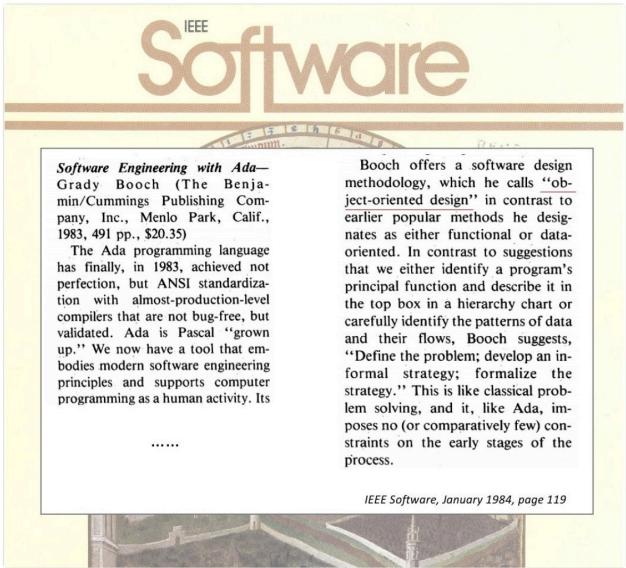 IEEE
Software
Software Engineering with Ada—
Grady Booch (The Benja-
min/Cummings Publishing Com-
pany, Inc., Menlo Park, Calif.,
1983, 491 pp., $20.35)
The Ada programming language
has finally, in 1983, achieved not
perfection, but ANSI standardiza-
tion with almost-production-level
compilers that are not bug-free, but
validated. Ada is Pascal “grown
up.” We now have a tool that em-
bodies modern software engineering
principles and supports computer
programming as a human activity. Its
......
Booch offers a software design
methodology, which he calls “ob-
ject-oriented design” in contrast to
earlier popular methods he desig-
nates as either functional or data-
oriented. In contrast to suggestions
that we either identify a program's
principal function and describe it in
the top box in a hierarchy chart or
carefully identify the patterns of data
and their flows, Booch suggests,
“Define the problem; develop an in-
formal strategy; formalize the
strategy.” This is like classical prob-
lem solving, and it, like Ada, im-
poses no (or comparatively few) con-
straints on the early stages of the
process.
IEEE Software, January 1984, page 119